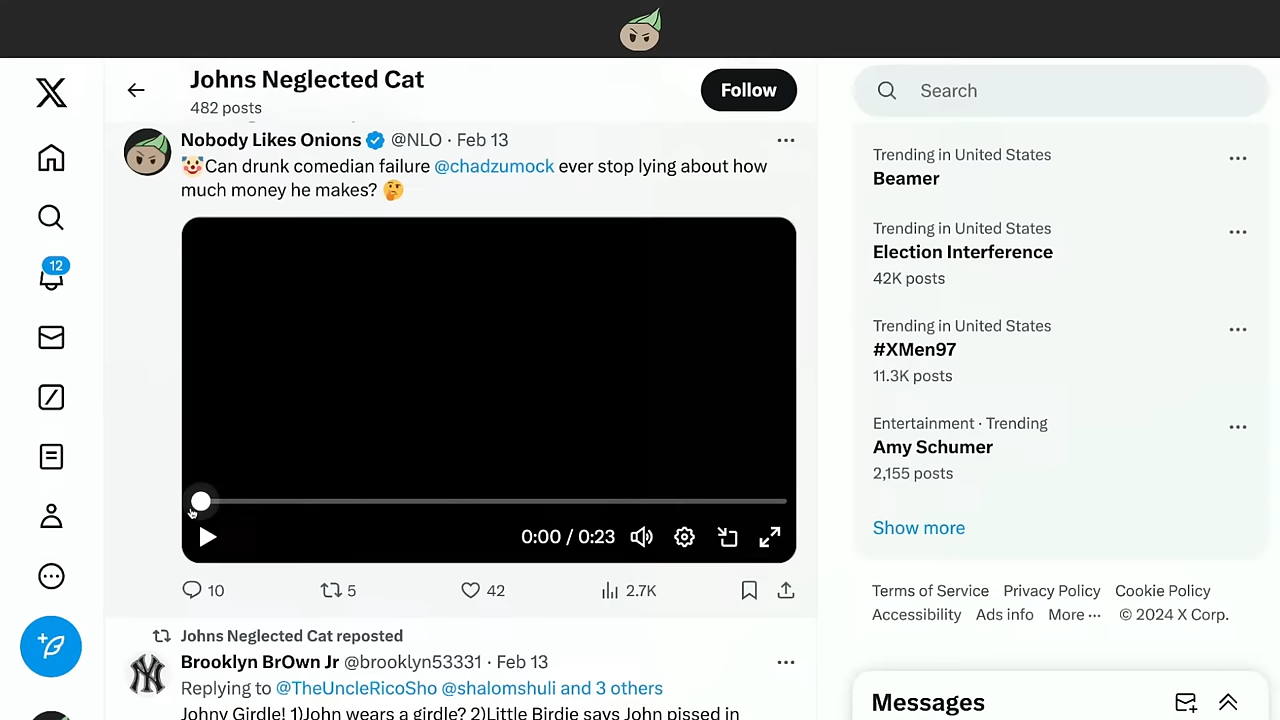 Johns Neglected Cat
482 posts
Follow
Nobody Likes Onions @NLO · Feb 13
🤡Can drunk comedian failure @chadzumock ever stop lying about how
much money he makes? 🤔
0:00 / 0:23
10
5
42
2.7K
Johns Neglected Cat reposted
Brooklyn BrOwn Jr @brooklyn53331 · Feb 13
Replying to @TheUncleRicoSho @shalomshuli and 3 others
Johny Girdle! 1)John wears a girdle? 2)Little Birdie says John pissed in
12
Search
Trending in United States
Beamer
Trending in United States
Election Interference
42K posts
Trending in United States
#XMen97
11.3K posts
Entertainment · Trending
Amy Schumer
2,155 posts
Show more
Terms of Service Privacy Policy Cookie Policy
Accessibility Ads info More ··· © 2024 X Corp.
Messages